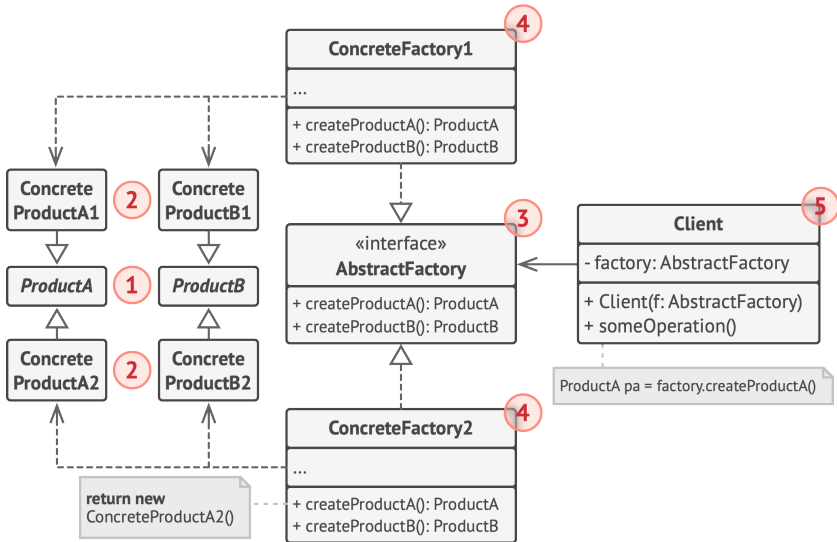 ConcreteFactory1
4
...
+ createProductA(): ProductA
+ createProductB(): ProductB
Concrete
ProductA1
2
Concrete
ProductB1
ProductA
1
ProductB
Concrete
ProductA2
2
Concrete
ProductB2
«interface»
AbstractFactory
3
+ createProductA(): ProductA
+ createProductB(): ProductB
Client
5
- factory: AbstractFactory
+ Client(f: AbstractFactory)
+ someOperation()
ProductA pa = factory.createProductA()
ConcreteFactory2
4
...
+ createProductA(): ProductA
+ createProductB(): ProductB
return new
ConcreteProductA2()